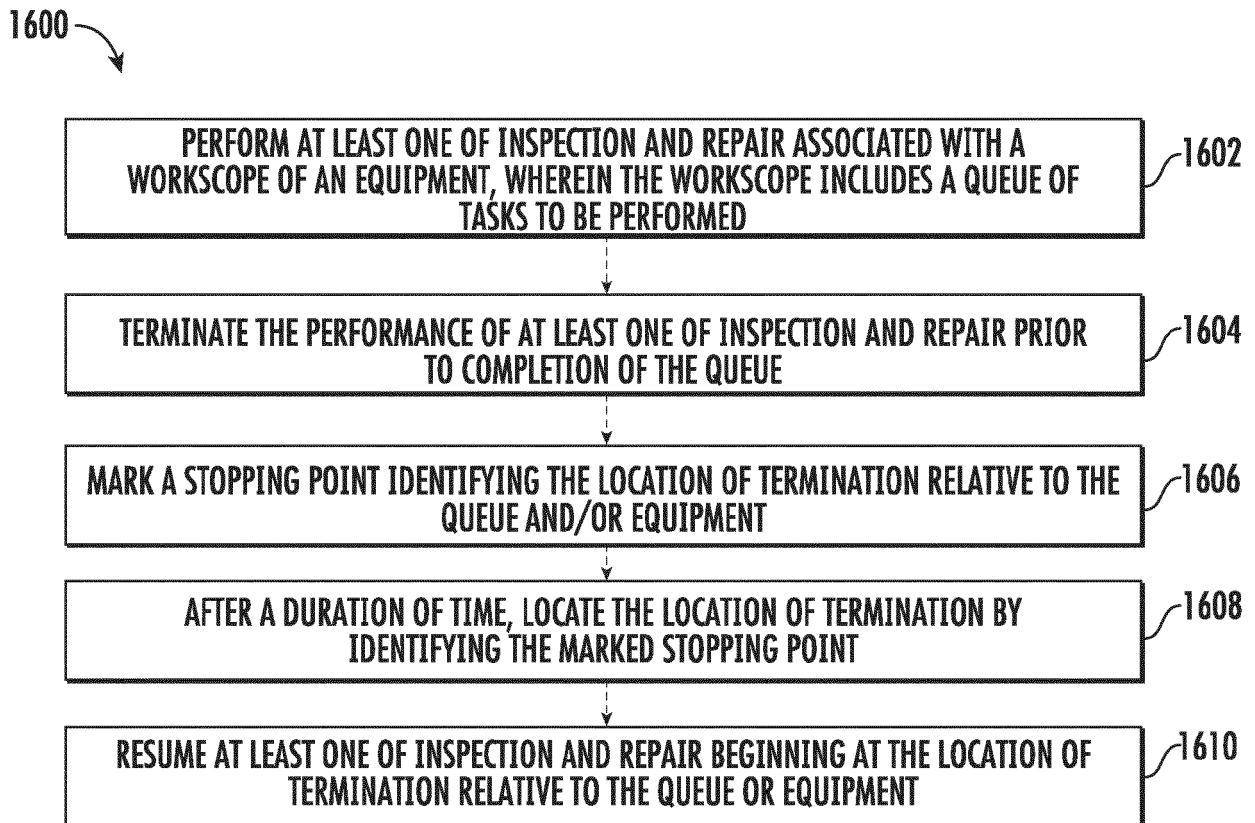 1600
PERFORM AT LEAST ONE OF INSPECTION AND REPAIR ASSOCIATED WITH A
WORKSCOPE OF AN EQUIPMENT, WHEREIN THE WORKSCOPE INCLUDES A QUEUE OF
TASKS TO BE PERFORMED
1602
TERMINATE THE PERFORMANCE OF AT LEAST ONE OF INSPECTION AND REPAIR PRIOR
TO COMPLETION OF THE QUEUE
1604
MARK A STOPPING POINT IDENTIFYING THE LOCATION OF TERMINATION RELATIVE TO THE
QUEUE AND/OR EQUIPMENT
1606
AFTER A DURATION OF TIME, LOCATE THE LOCATION OF TERMINATION BY
IDENTIFYING THE MARKED STOPPING POINT
1608
RESUME AT LEAST ONE OF INSPECTION AND REPAIR BEGINNING AT THE LOCATION OF
TERMINATION RELATIVE TO THE QUEUE OR EQUIPMENT
1610